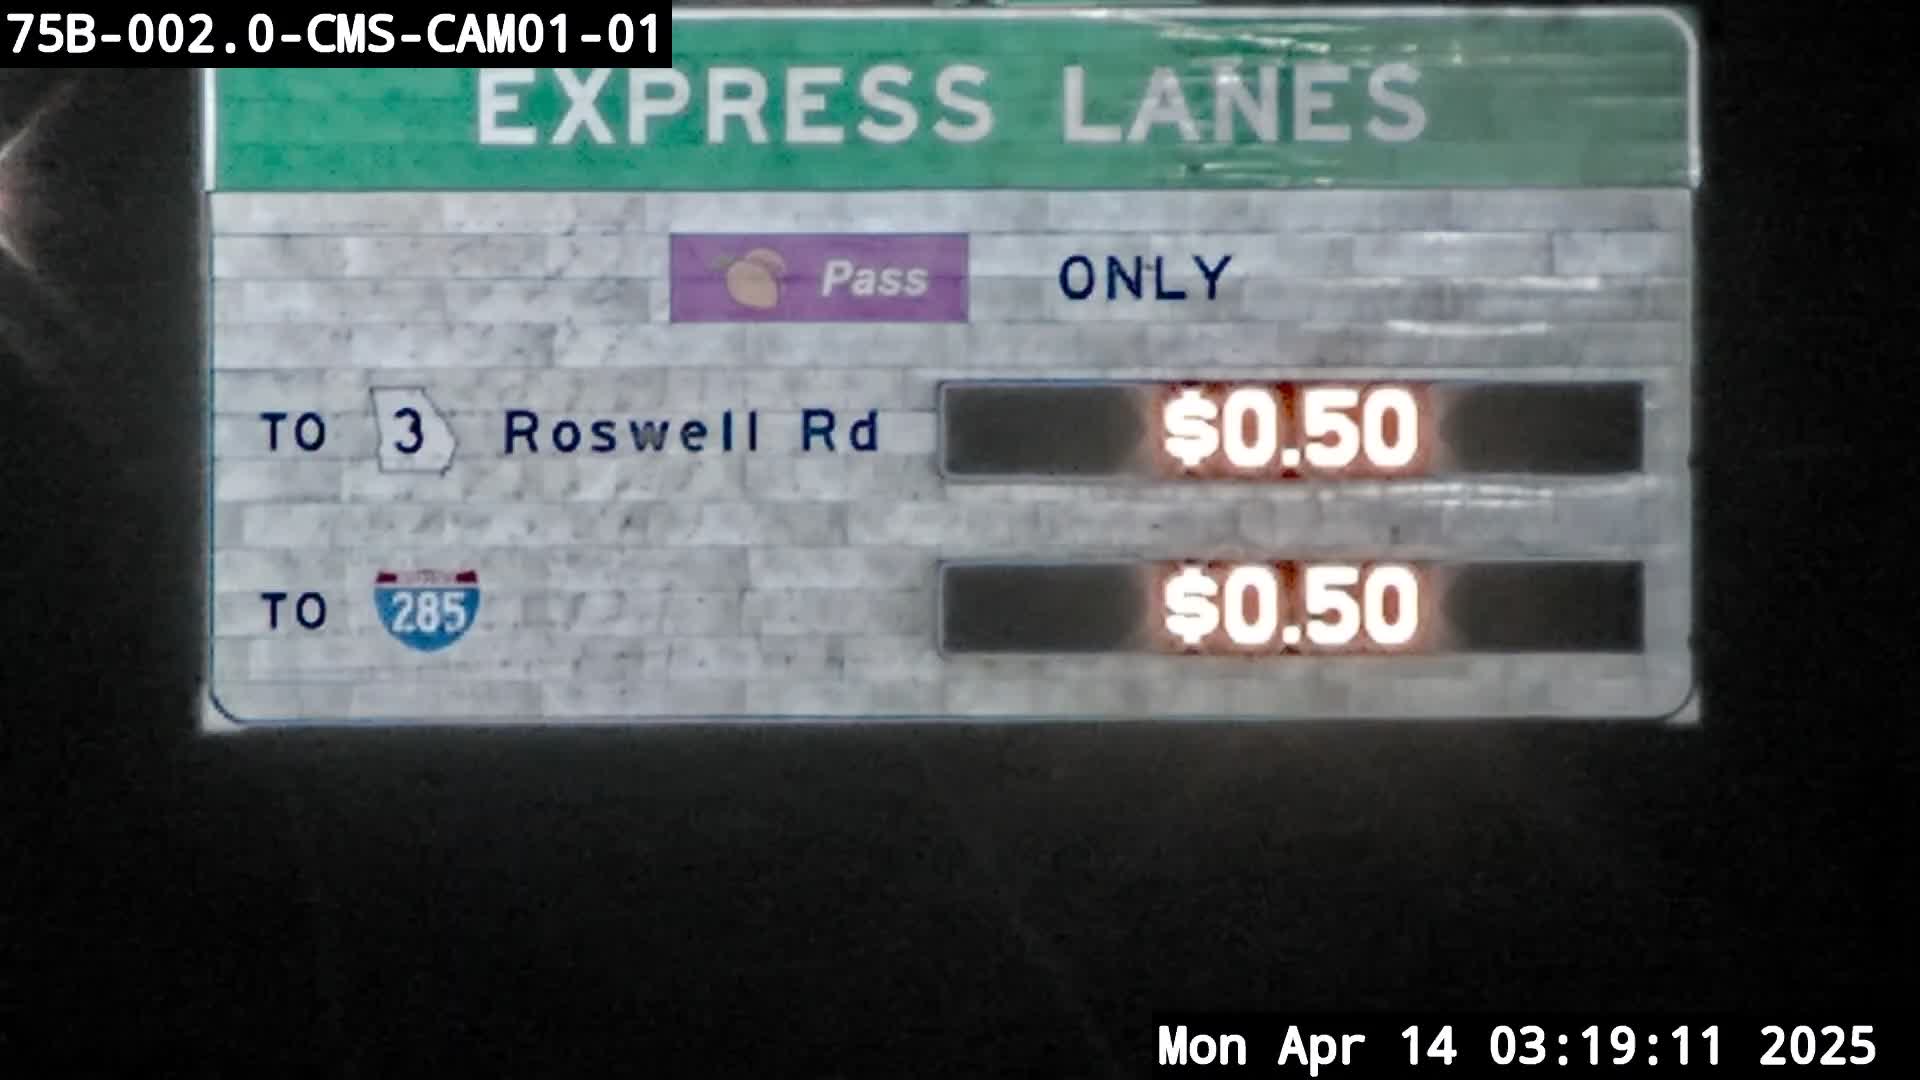 75B-002.0-CMS-CAM01-01
EXPRESS LANES
Pass ONLY
TO 3 Roswell Rd $0.50
TO 285 $0.50
Mon Apr 14 03:19:11 2025